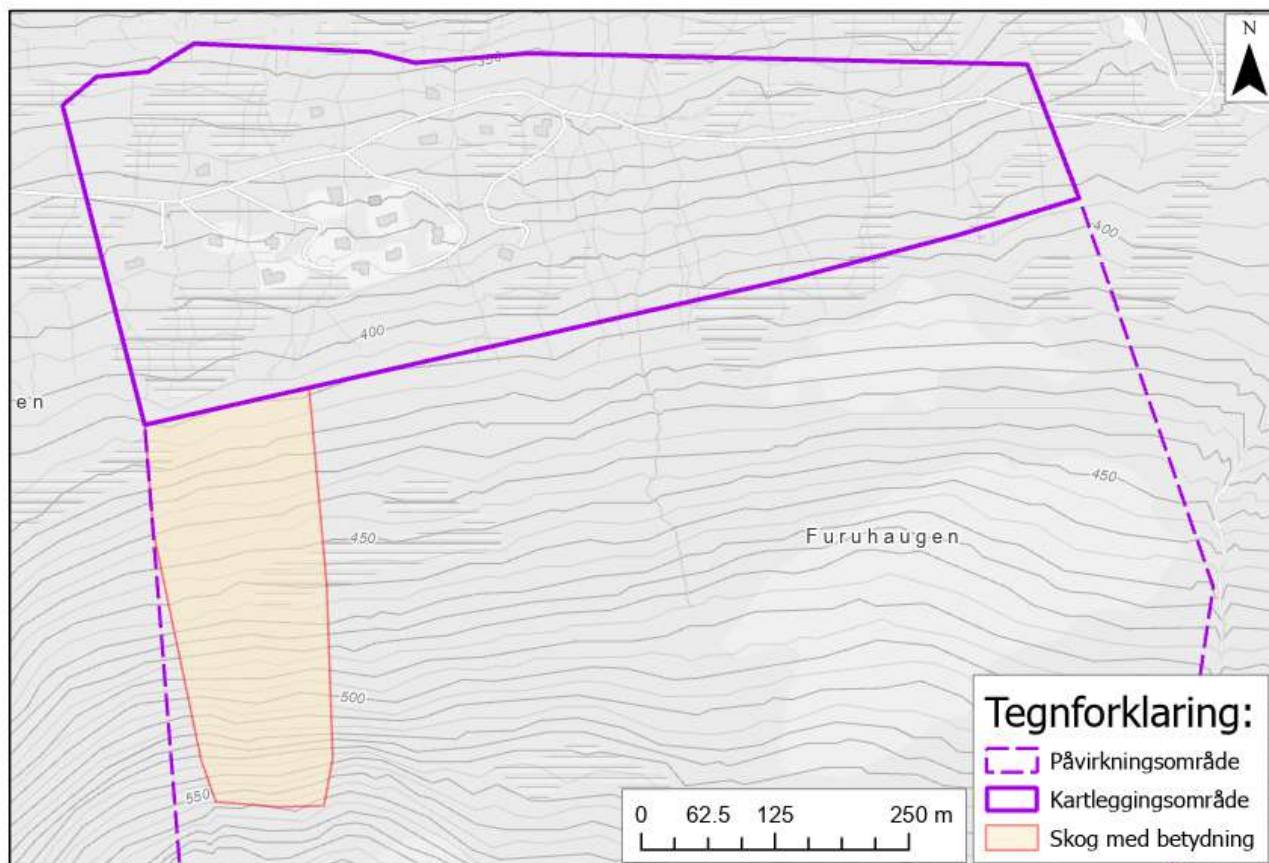 N
350
400
400
en
450
450
Furuhaugen
500
550
Tegnforklaring:
Påvirkningsområde
Kartleggingsområde
Skog med betydning
0 62.5 125 250 m